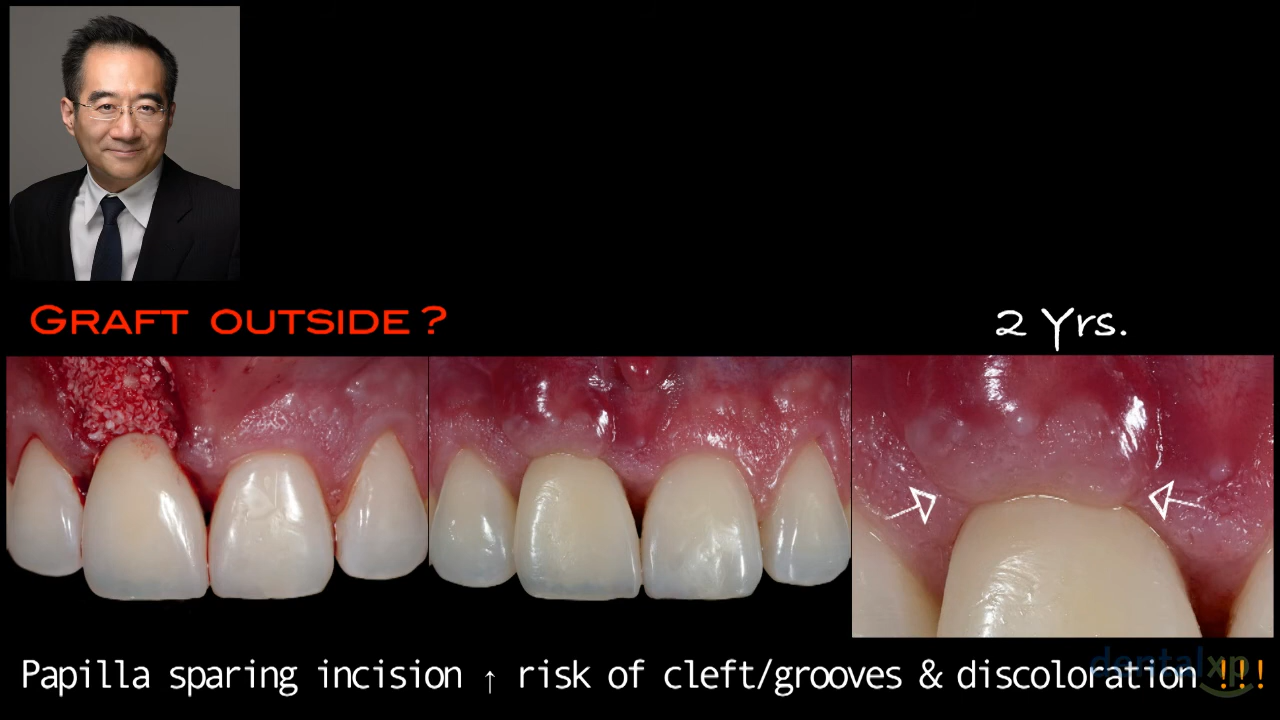 GRAFT OUTSIDE?
2 Yrs.
Papilla sparing incision ↑ risk of cleft/grooves & discoloration !!!
dentalxp